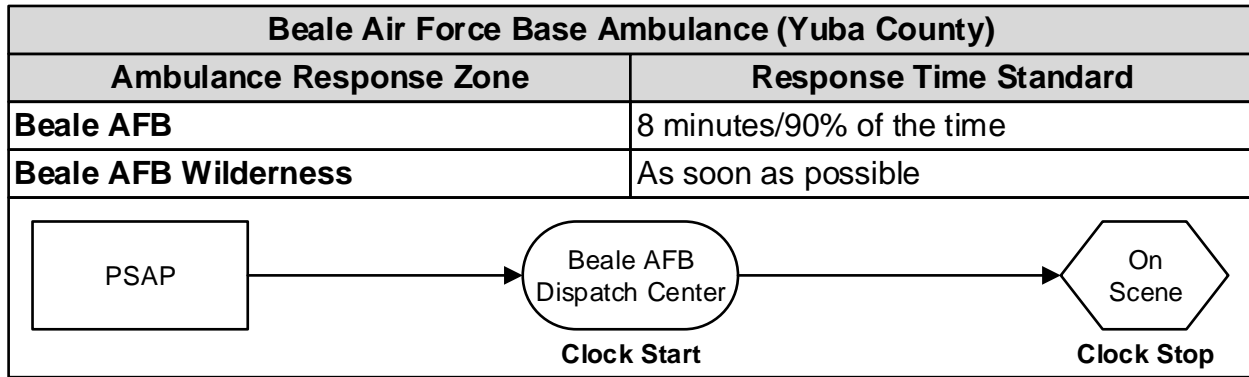 Beale Air Force Base Ambulance (Yuba County)
Ambulance Response Zone
Response Time Standard
Beale AFB
8 minutes/90% of the time
Beale AFB Wilderness
As soon as possible
PSAP
Beale AFB
Dispatch Center
On
Scene
Clock Start
Clock Stop